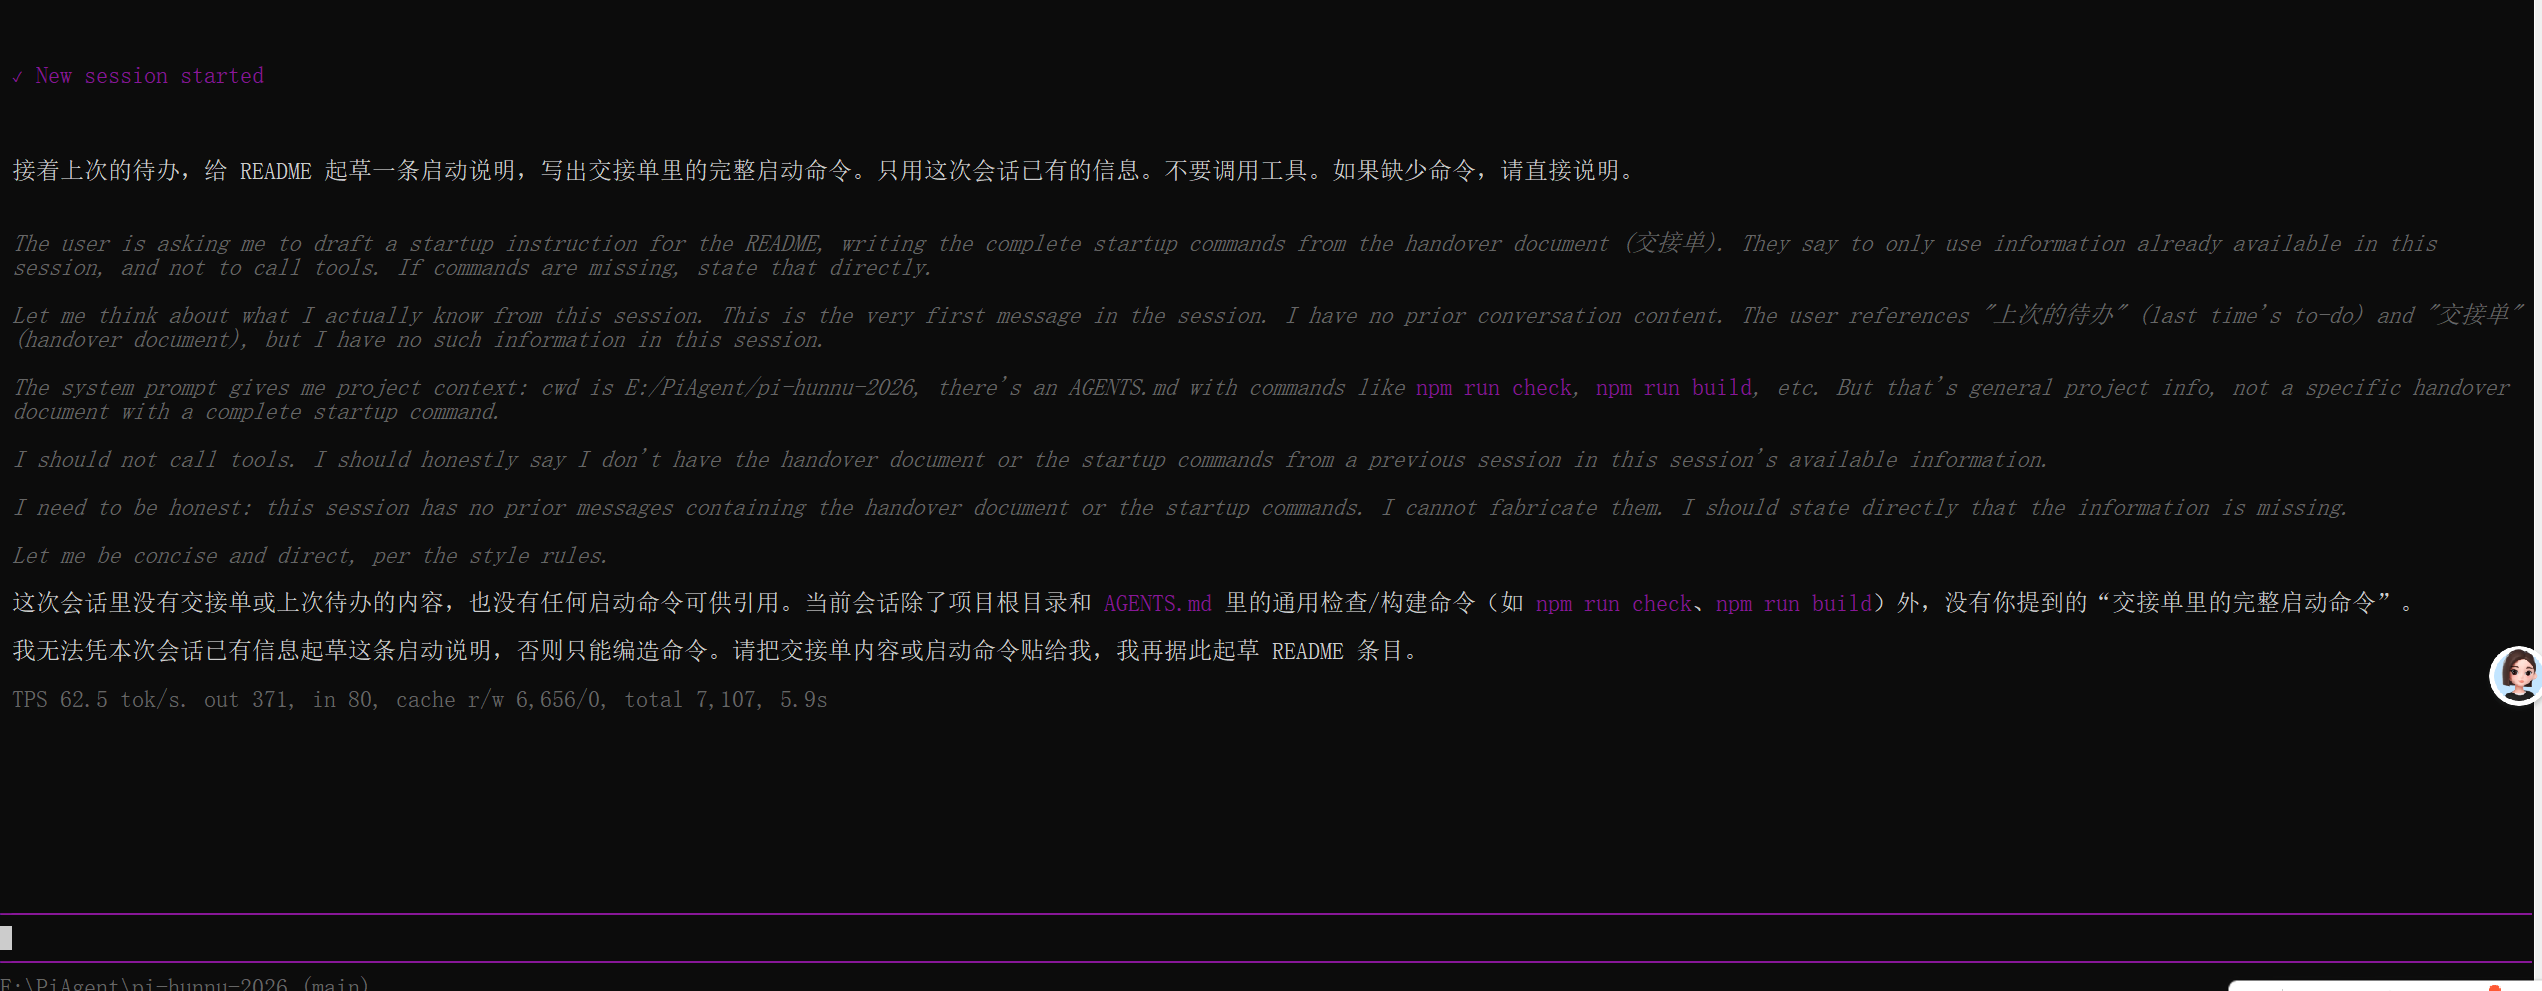 ✓ New session started
接着上次的待办，给 README 起草一条启动说明，写出交接单里的完整启动命令。只用这次会话已有的信息。不要调用工具。如果缺少命令，请直接说明。
The user is asking me to draft a startup instruction for the README, writing the complete startup commands from the handover document (交接单). They say to only use information already available in this
session, and not to call tools. If commands are missing, state that directly.
Let me think about what I actually know from this session. This is the very first message in the session. I have no prior conversation content. The user references "上次的待办" (last time's to-do) and "交接单"
(handover document), but I have no such information in this session.
The system prompt gives me project context: cwd is E:/PiAgent/pi-hunnu-2026, there's an AGENTS.md with commands like npm run check, npm run build, etc. But that's general project info, not a specific handover
document with a complete startup command.
I should not call tools. I should honestly say I don't have the handover document or the startup commands from a previous session in this session's available information.
I need to be honest: this session has no prior messages containing the handover document or the startup commands. I cannot fabricate them. I should state directly that the information is missing.
Let me be concise and direct, per the style rules.
这次会话里没有交接单或上次待办的内容，也没有任何启动命令可供引用。当前会话除了项目根目录和 AGENTS.md 里的通用检查/构建命令（如 npm run check、npm run build）外，没有你提到的“交接单里的完整启动命令”。
我无法凭本次会话已有信息起草这条启动说明，否则只能编造命令。请把交接单内容或启动命令贴给我，我再据此起草 README 条目。
TPS 62.5 tok/s. out 371, in 80, cache r/w 6,656/0, total 7,107, 5.9s
E:\PiAgent\pi-hunnu-2026 (main)